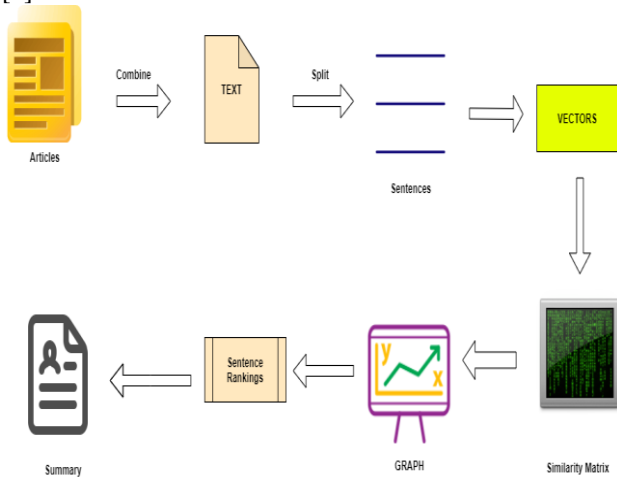 Combine
Split
TEXT
VECTORS
Articles
Sentences
y
x
Sentence
Rankings
Summary
GRAPH
Similarity Matrix